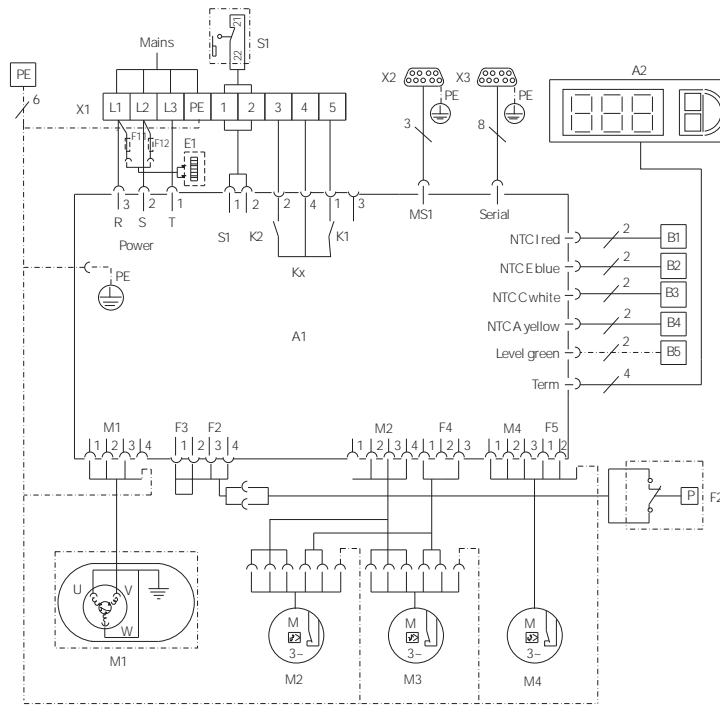 Mains
S1
21
22
PE
6
X1
L1
L2
L3
PE
1
2
3
4
5
F11
F12
E1
X2
X3
PE
PE
3
8
A2
3
2
1
R
S
T
Power
1
2
S1
2
4
1
3
K2
K1
Kx
MS1
Serial
PE
A1
NTC I red
2
B1
NTC E blue
2
B2
NTC C white
2
B3
NTC A yellow
2
B4
Level green
2
B5
Term
4
M1
F3
F2
M2
F4
M4
F5
1
2
3
4
1
2
3
4
1
2
3
4
1
2
3
1
2
3
1
2
P
F2
U
V
W
M1
M
3~
M2
M
3~
M3
M
3~
M4